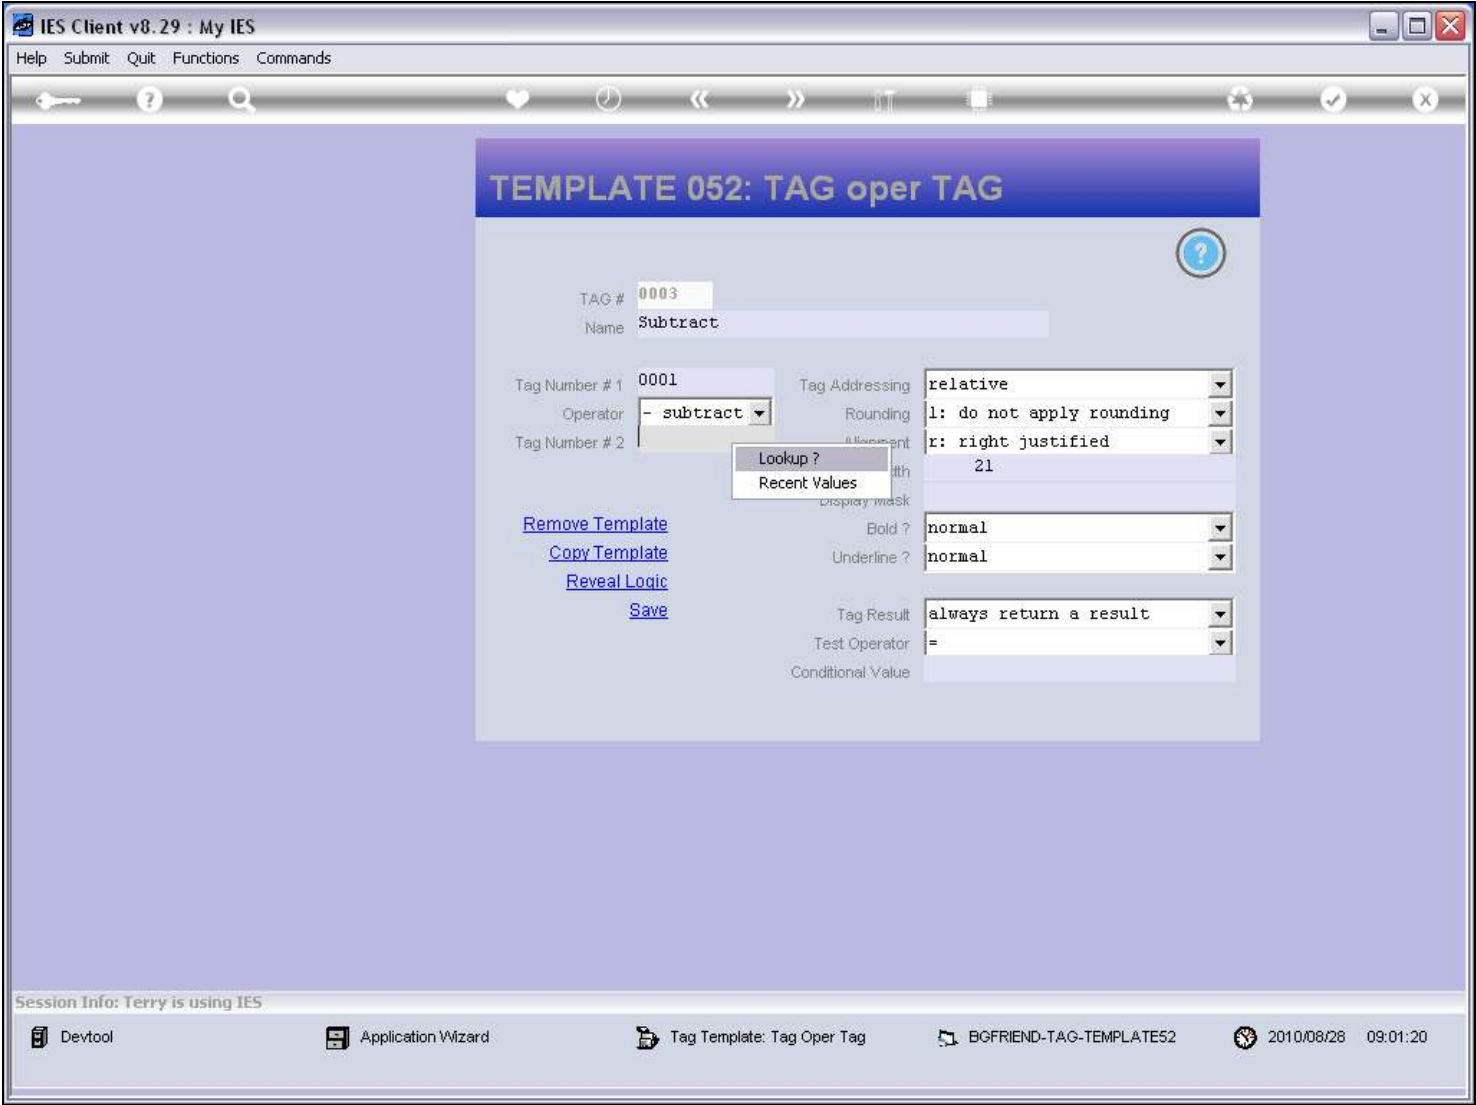 IES Client v8.29 : My IES
Help Submit Quit Functions Commands
TEMPLATE 052: TAG oper TAG
TAG # 0003
Name Subtract
Tag Number # 1 0001 Tag Addressing relative
Operator - subtract Rounding 1: do not apply rounding
Tag Number # 2 Alignment r: right justified
Lookup ?
21
Recent Values
Display Mask
Remove Template Bold ? normal
Copy Template Underline ? normal
Reveal Logic
Save Tag Result always return a result
Test Operator =
Conditional Value
Session Info: Terry is using IES
Devtool Application Wizard Tag Template: Tag Oper Tag BGFRIEND-TAG-TEMPLATE52 2010/08/28 09:01:20